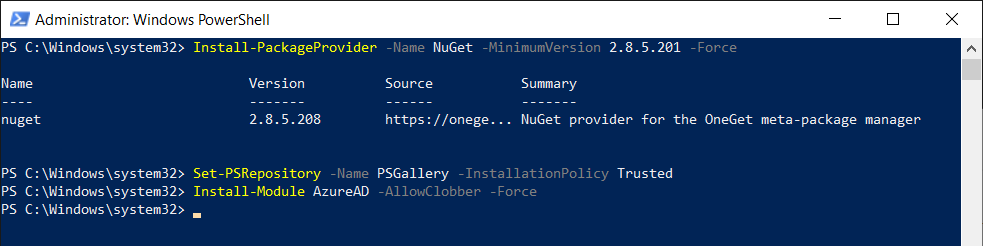 Administrator: Windows PowerShell
PS C:\Windows\system32> Install-PackageProvider -Name NuGet -MinimumVersion 2.8.5.201 -Force
Name Version Source Summary
---- ------- ------ -------
nuget 2.8.5.208 https://onege... NuGet provider for the OneGet meta-package manager
PS C:\Windows\system32> Set-PSRepository -Name PSGallery -InstallationPolicy Trusted
PS C:\Windows\system32> Install-Module AzureAD -AllowClobber -Force
PS C:\Windows\system32>